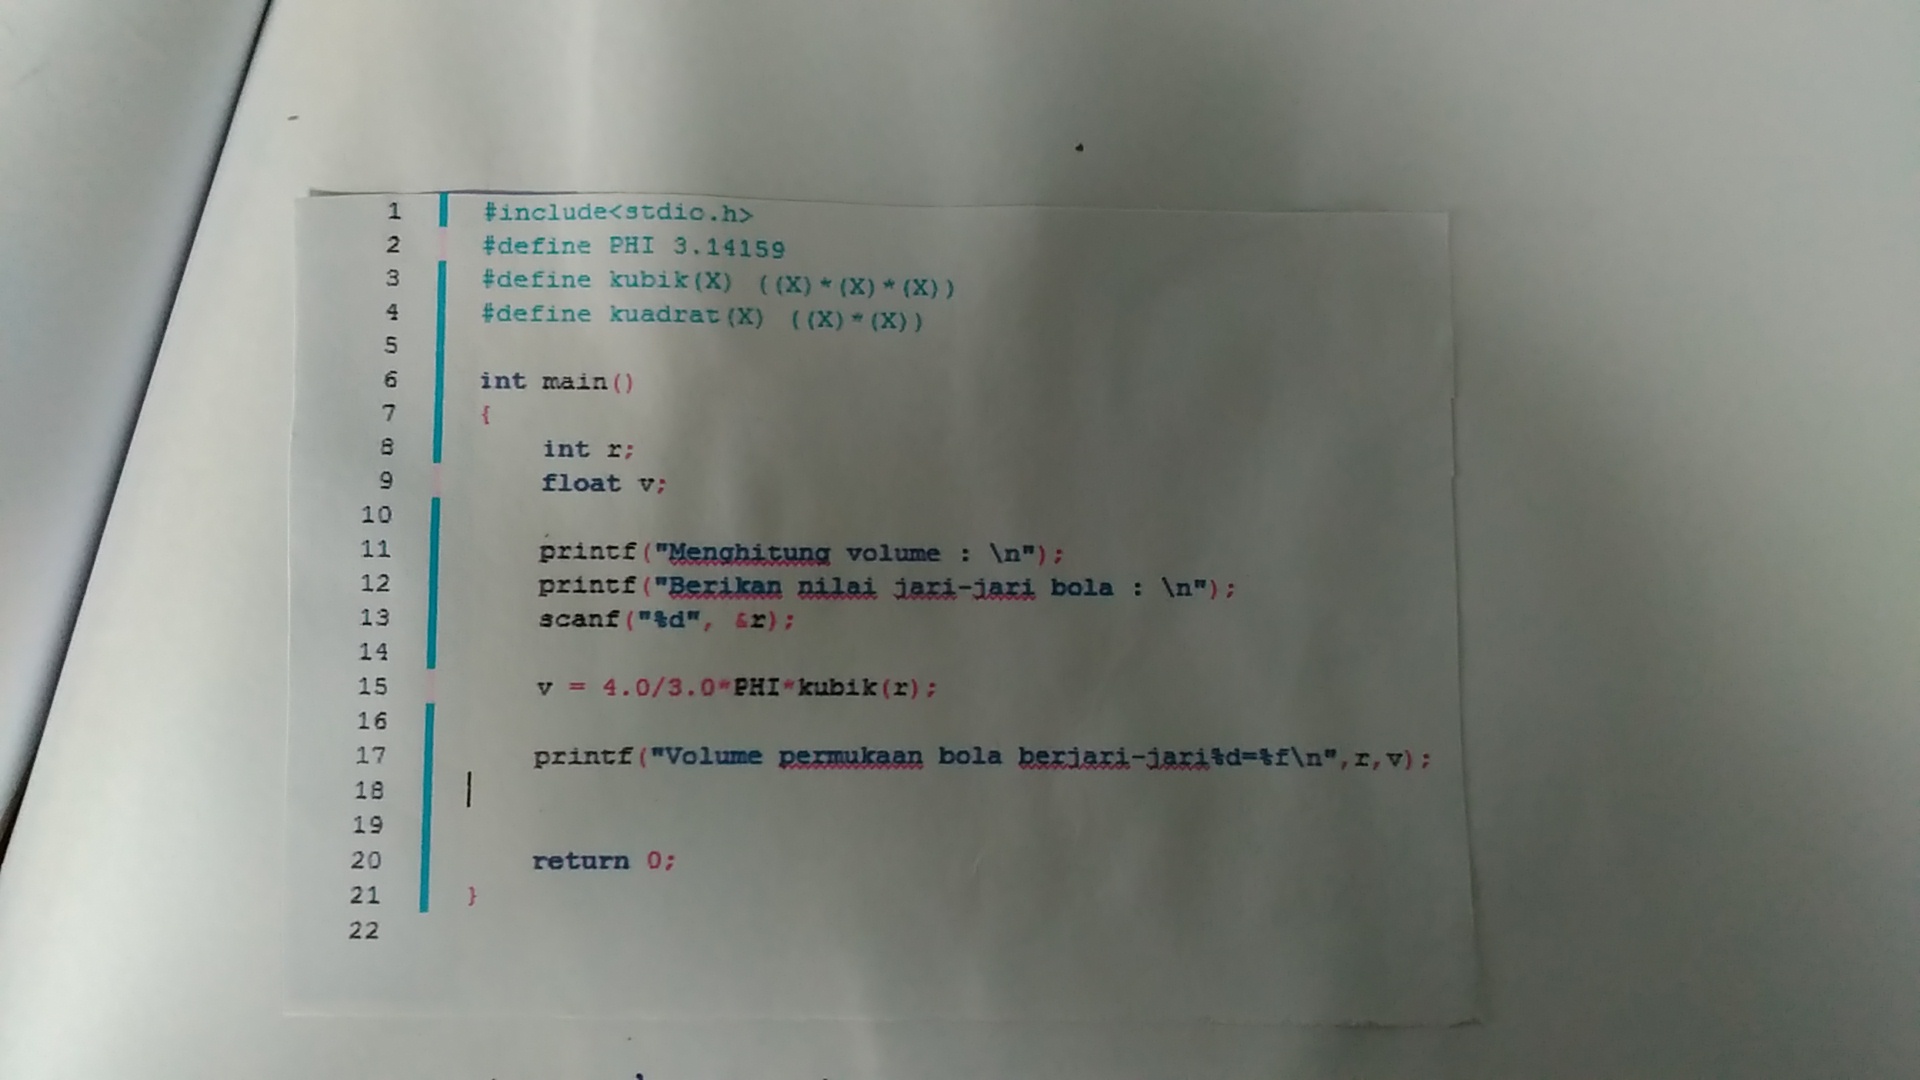 1 #include<stdio.h>
2 #define PHI 3.14159
3 #define kubik(X) ((X)*(X)*(X))
4 #define kuadrat(X) ((X)*(X))
5
6 int main()
7 {
8 int r;
9 float v;
10
11 printf("Menghitung volume : \n");
12 printf("Berikan nilai jari-jari bola : \n");
13 scanf("%d", &r);
14
15 v = 4.0/3.0*PHI*kubik(r);
16
17 printf("Volume permukaan bola berjari-jari%d=%f\n",r,v);
18
19
20 return 0;
21 }
22